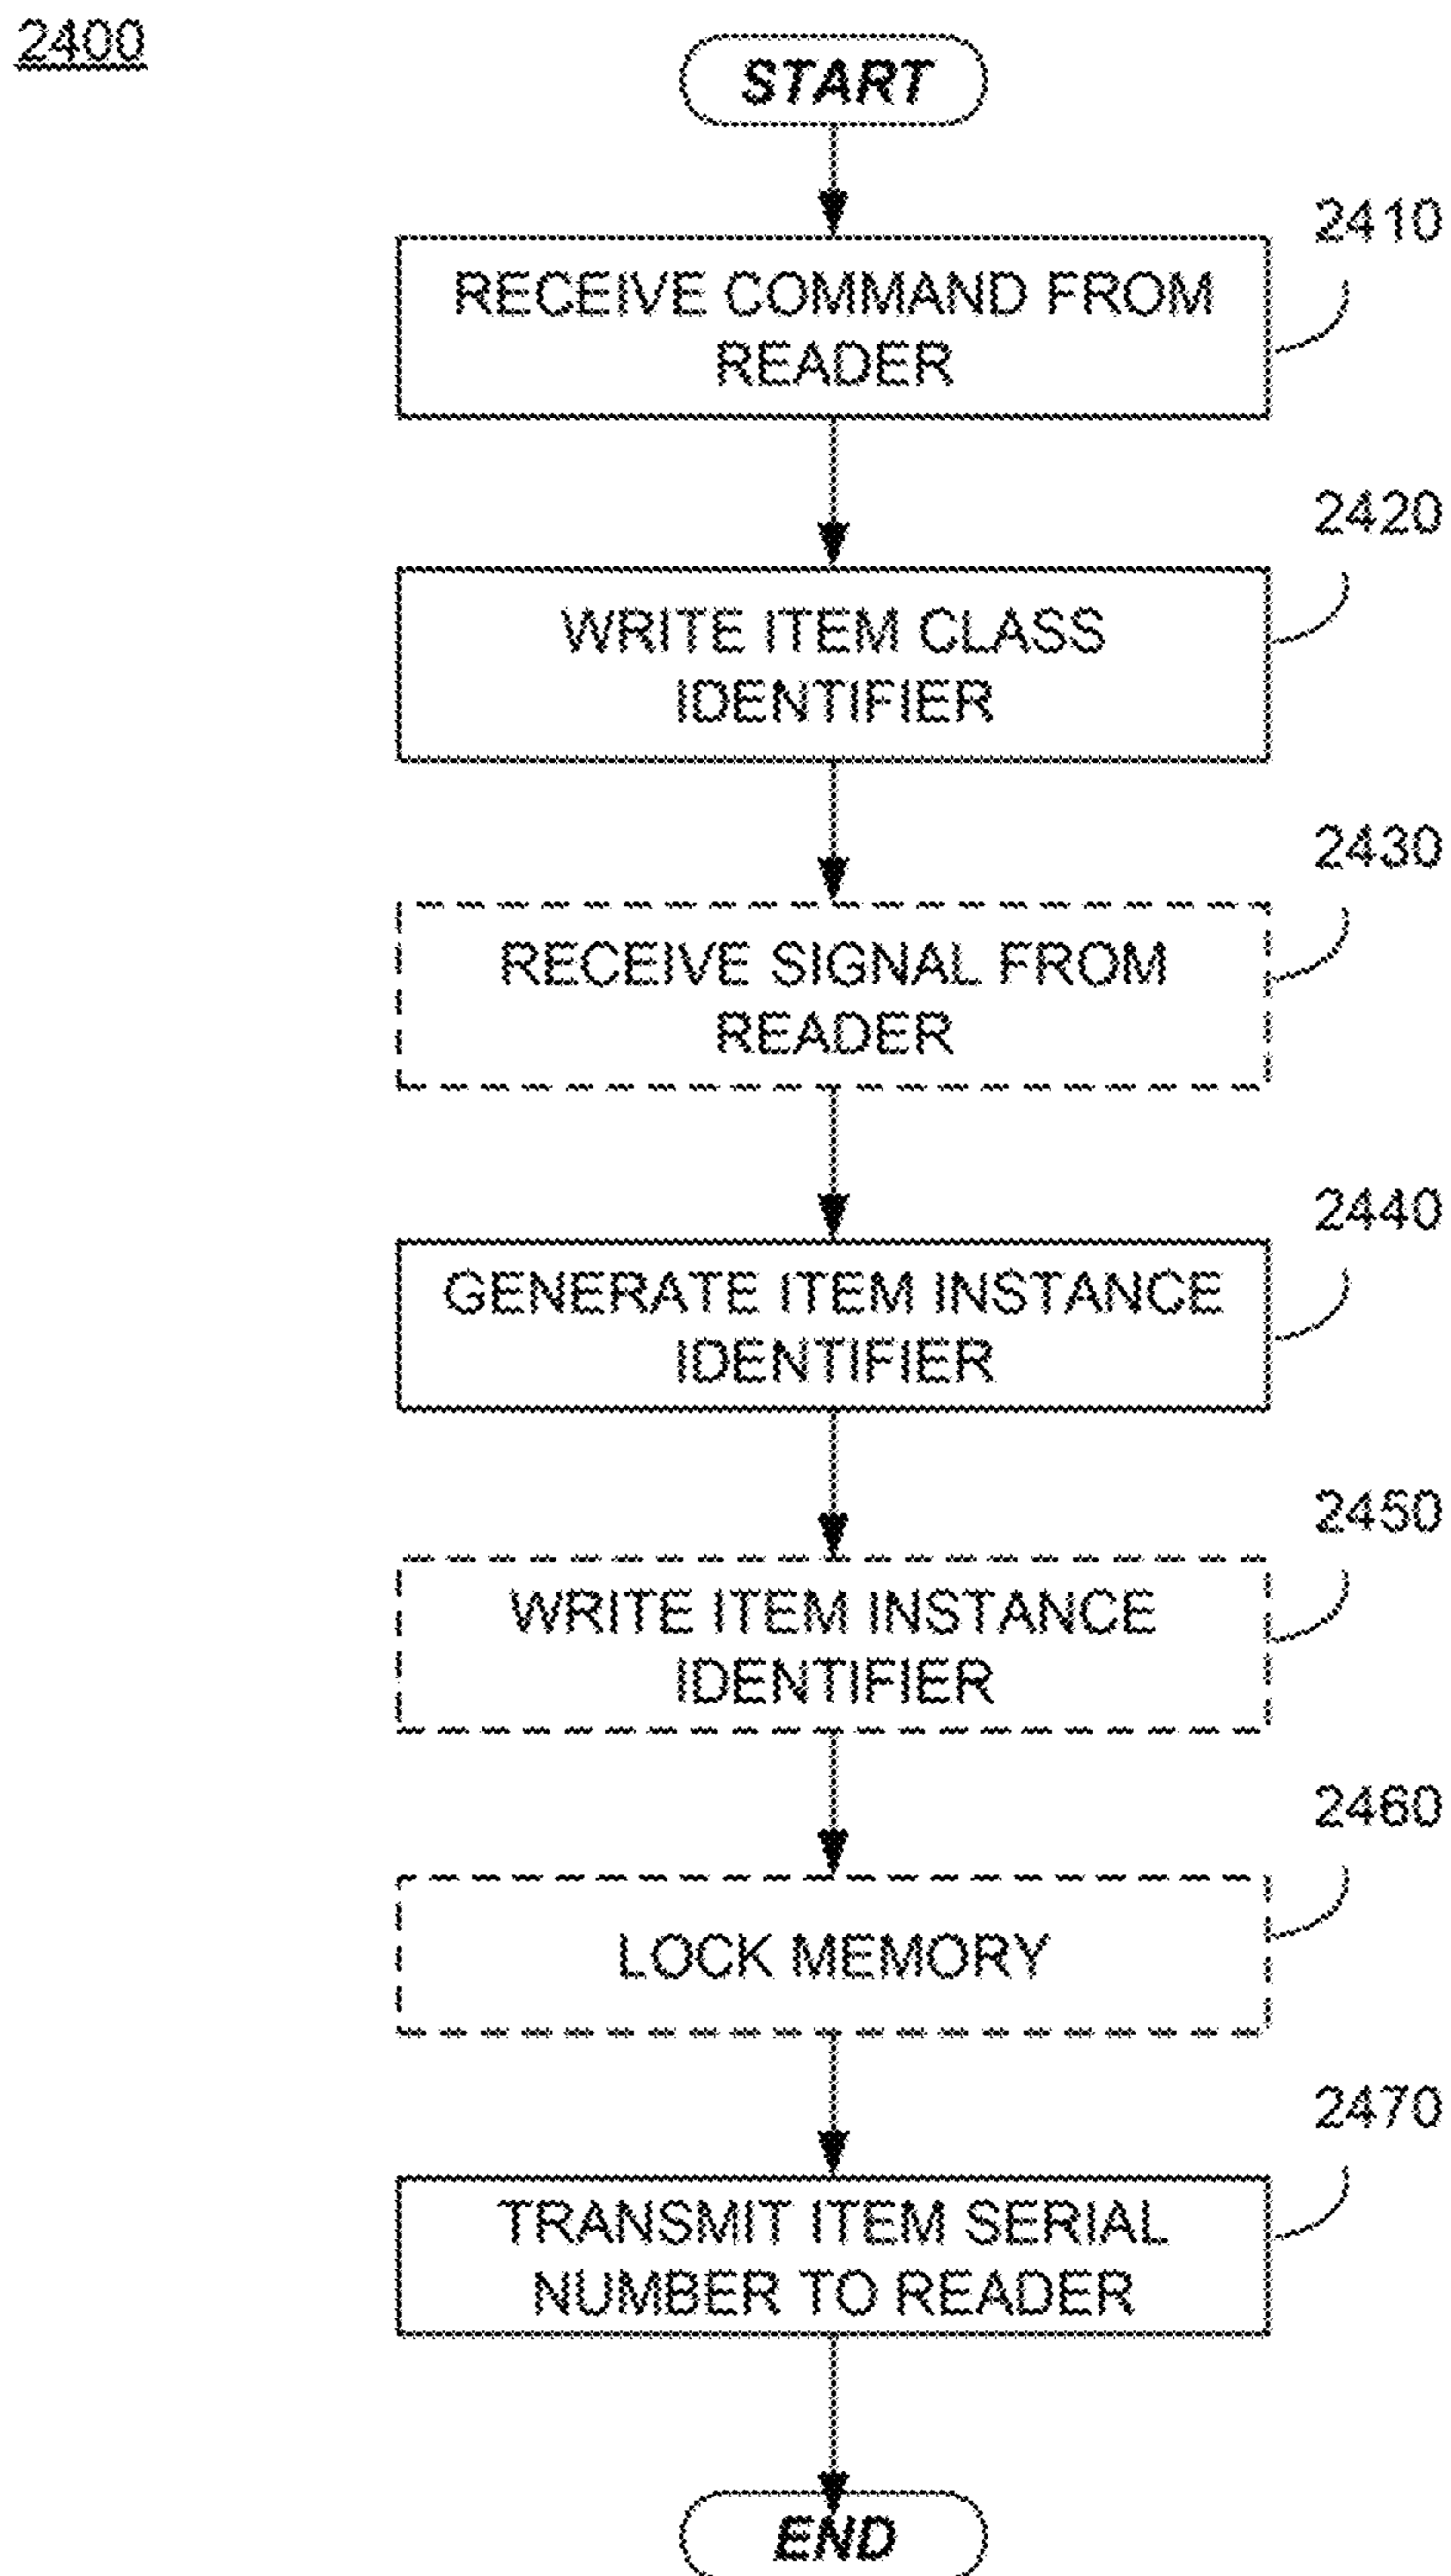 2400
START
2410
RECEIVE COMMAND FROM
READER
2420
WRITE ITEM CLASS
IDENTIFIER
2430
RECEIVE SIGNAL FROM
READER
2440
GENERATE ITEM INSTANCE
IDENTIFIER
2450
WRITE ITEM INSTANCE
IDENTIFIER
2460
LOCK MEMORY
2470
TRANSMIT ITEM SERIAL
NUMBER TO READER
END